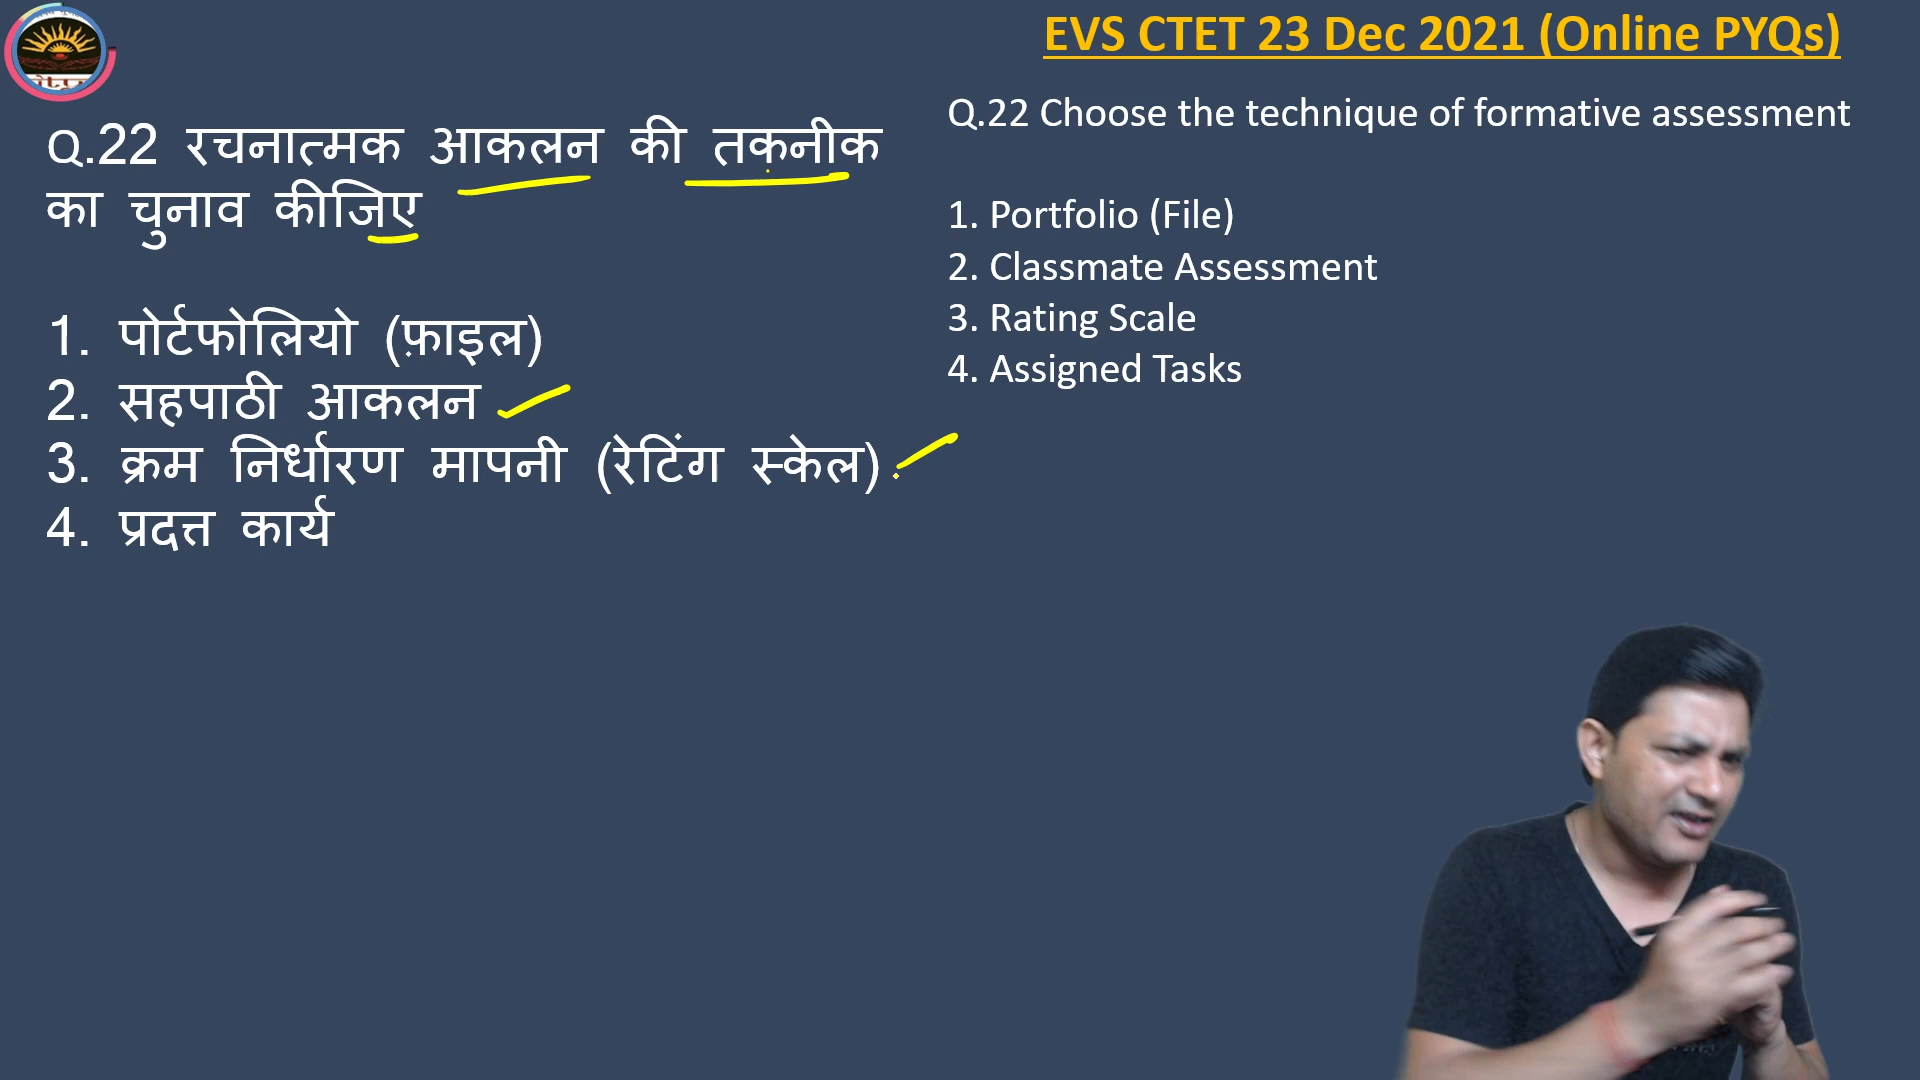 EVS CTET 23 Dec 2021 (Online PYQs)
Q.22 रचनात्मक आकलन की तक़नीक
का चुनाव कीजिए
1. पोर्टफोलियो (फ़ाइल)
2. सहपाठी आकलन
3. क्रम निर्धारण मापनी (रेटिंग स्केल)
4. प्रदत्त कार्य
Q.22 Choose the technique of formative assessment
1. Portfolio (File)
2. Classmate Assessment
3. Rating Scale
4. Assigned Tasks